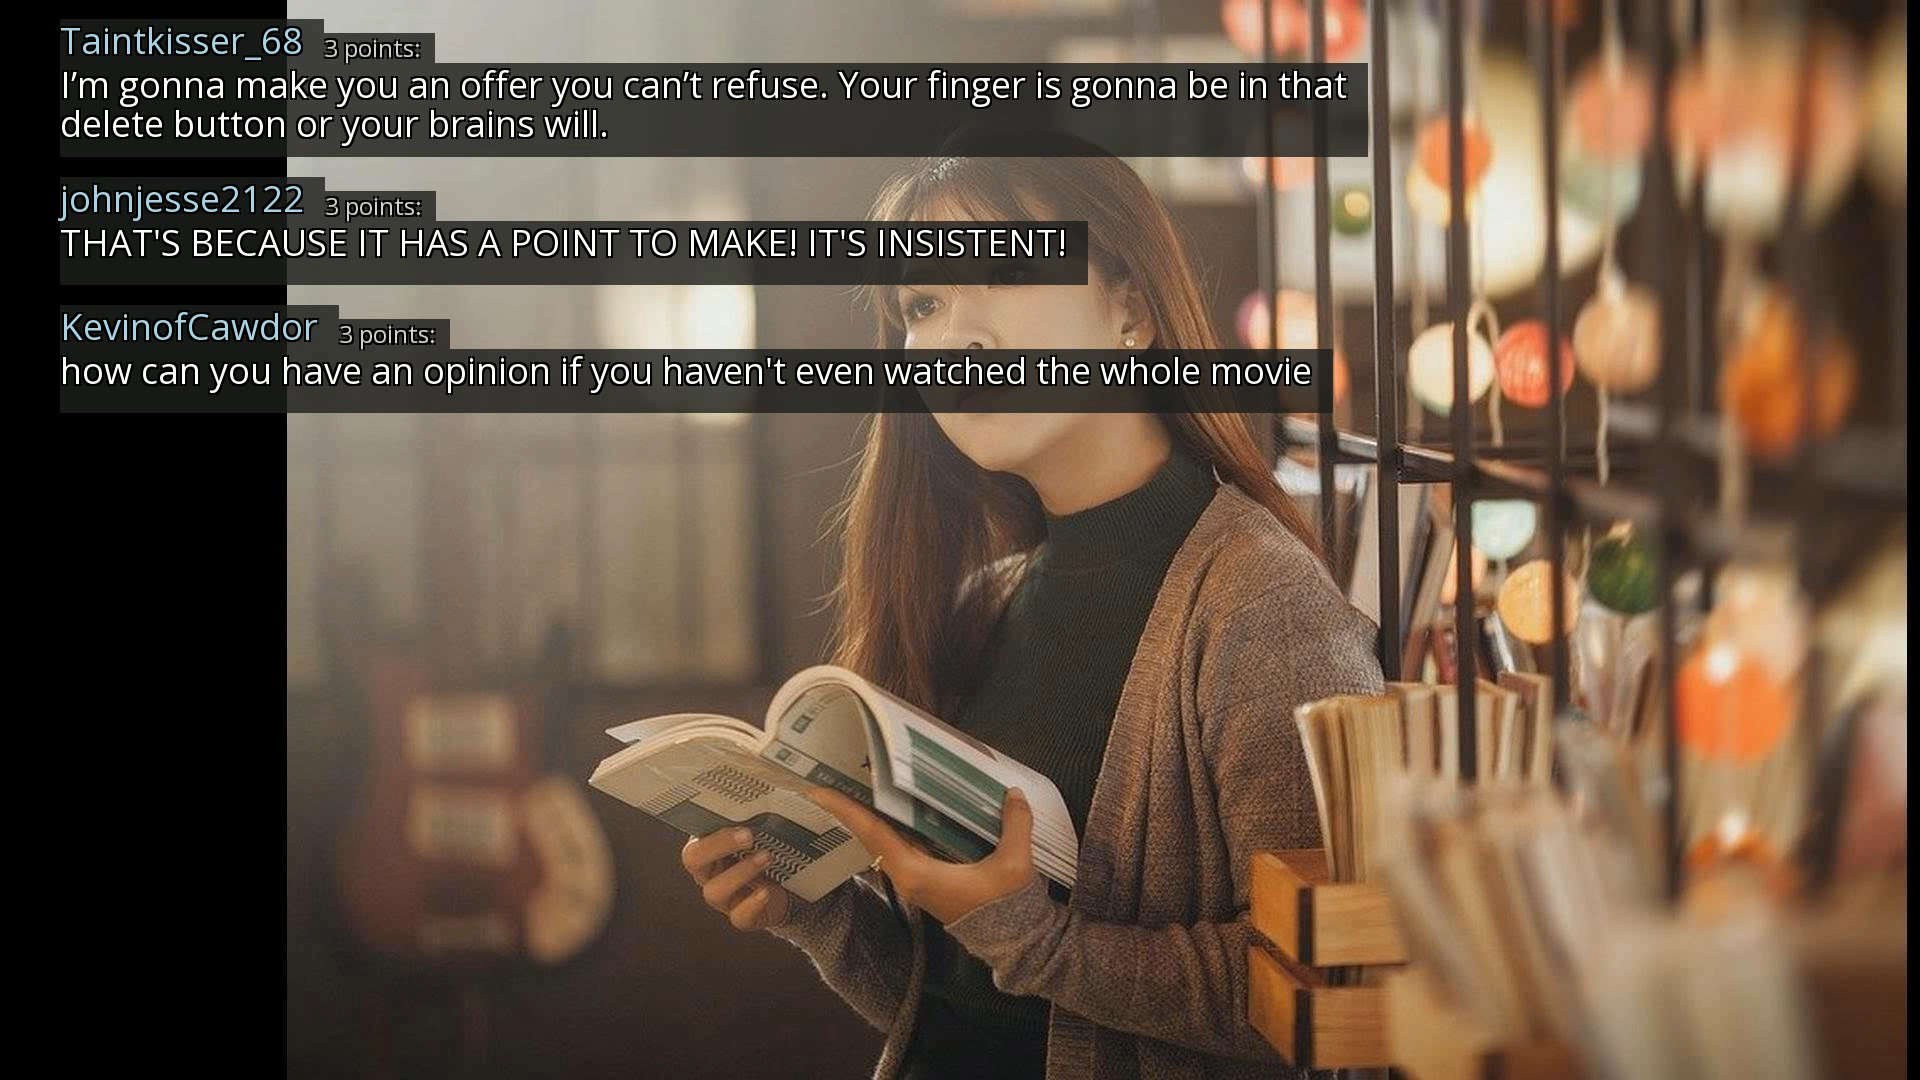 Taintkisser_68 3 points:
I’m gonna make you an offer you can’t refuse. Your finger is gonna be in that
delete button or your brains will.
johnjesse2122 3 points:
THAT'S BECAUSE IT HAS A POINT TO MAKE! IT'S INSISTENT!
KevinofCawdor 3 points:
how can you have an opinion if you haven't even watched the whole movie